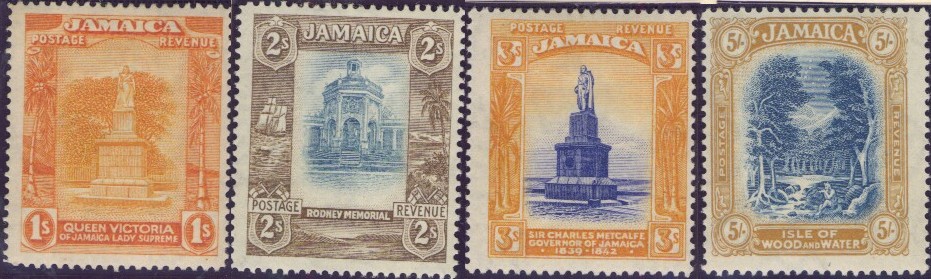 JAMAICA
POSTAGE REVENUE
1S QUEEN VICTORIA 1S
OF JAMAICA LADY SUPREME
2S JAMAICA 2S
POSTAGE REVENUE
2S RODNEY MEMORIAL 2S
POSTAGE REVENUE
3S JAMAICA 3S
3S SIR CHARLES METCALFE 3S
GOVERNOR OF JAMAICA
· 1839 - 1842 ·
5/- JAMAICA 5/-
POSTAGE REVENUE
5/- ISLE OF 5/-
WOOD AND WATER